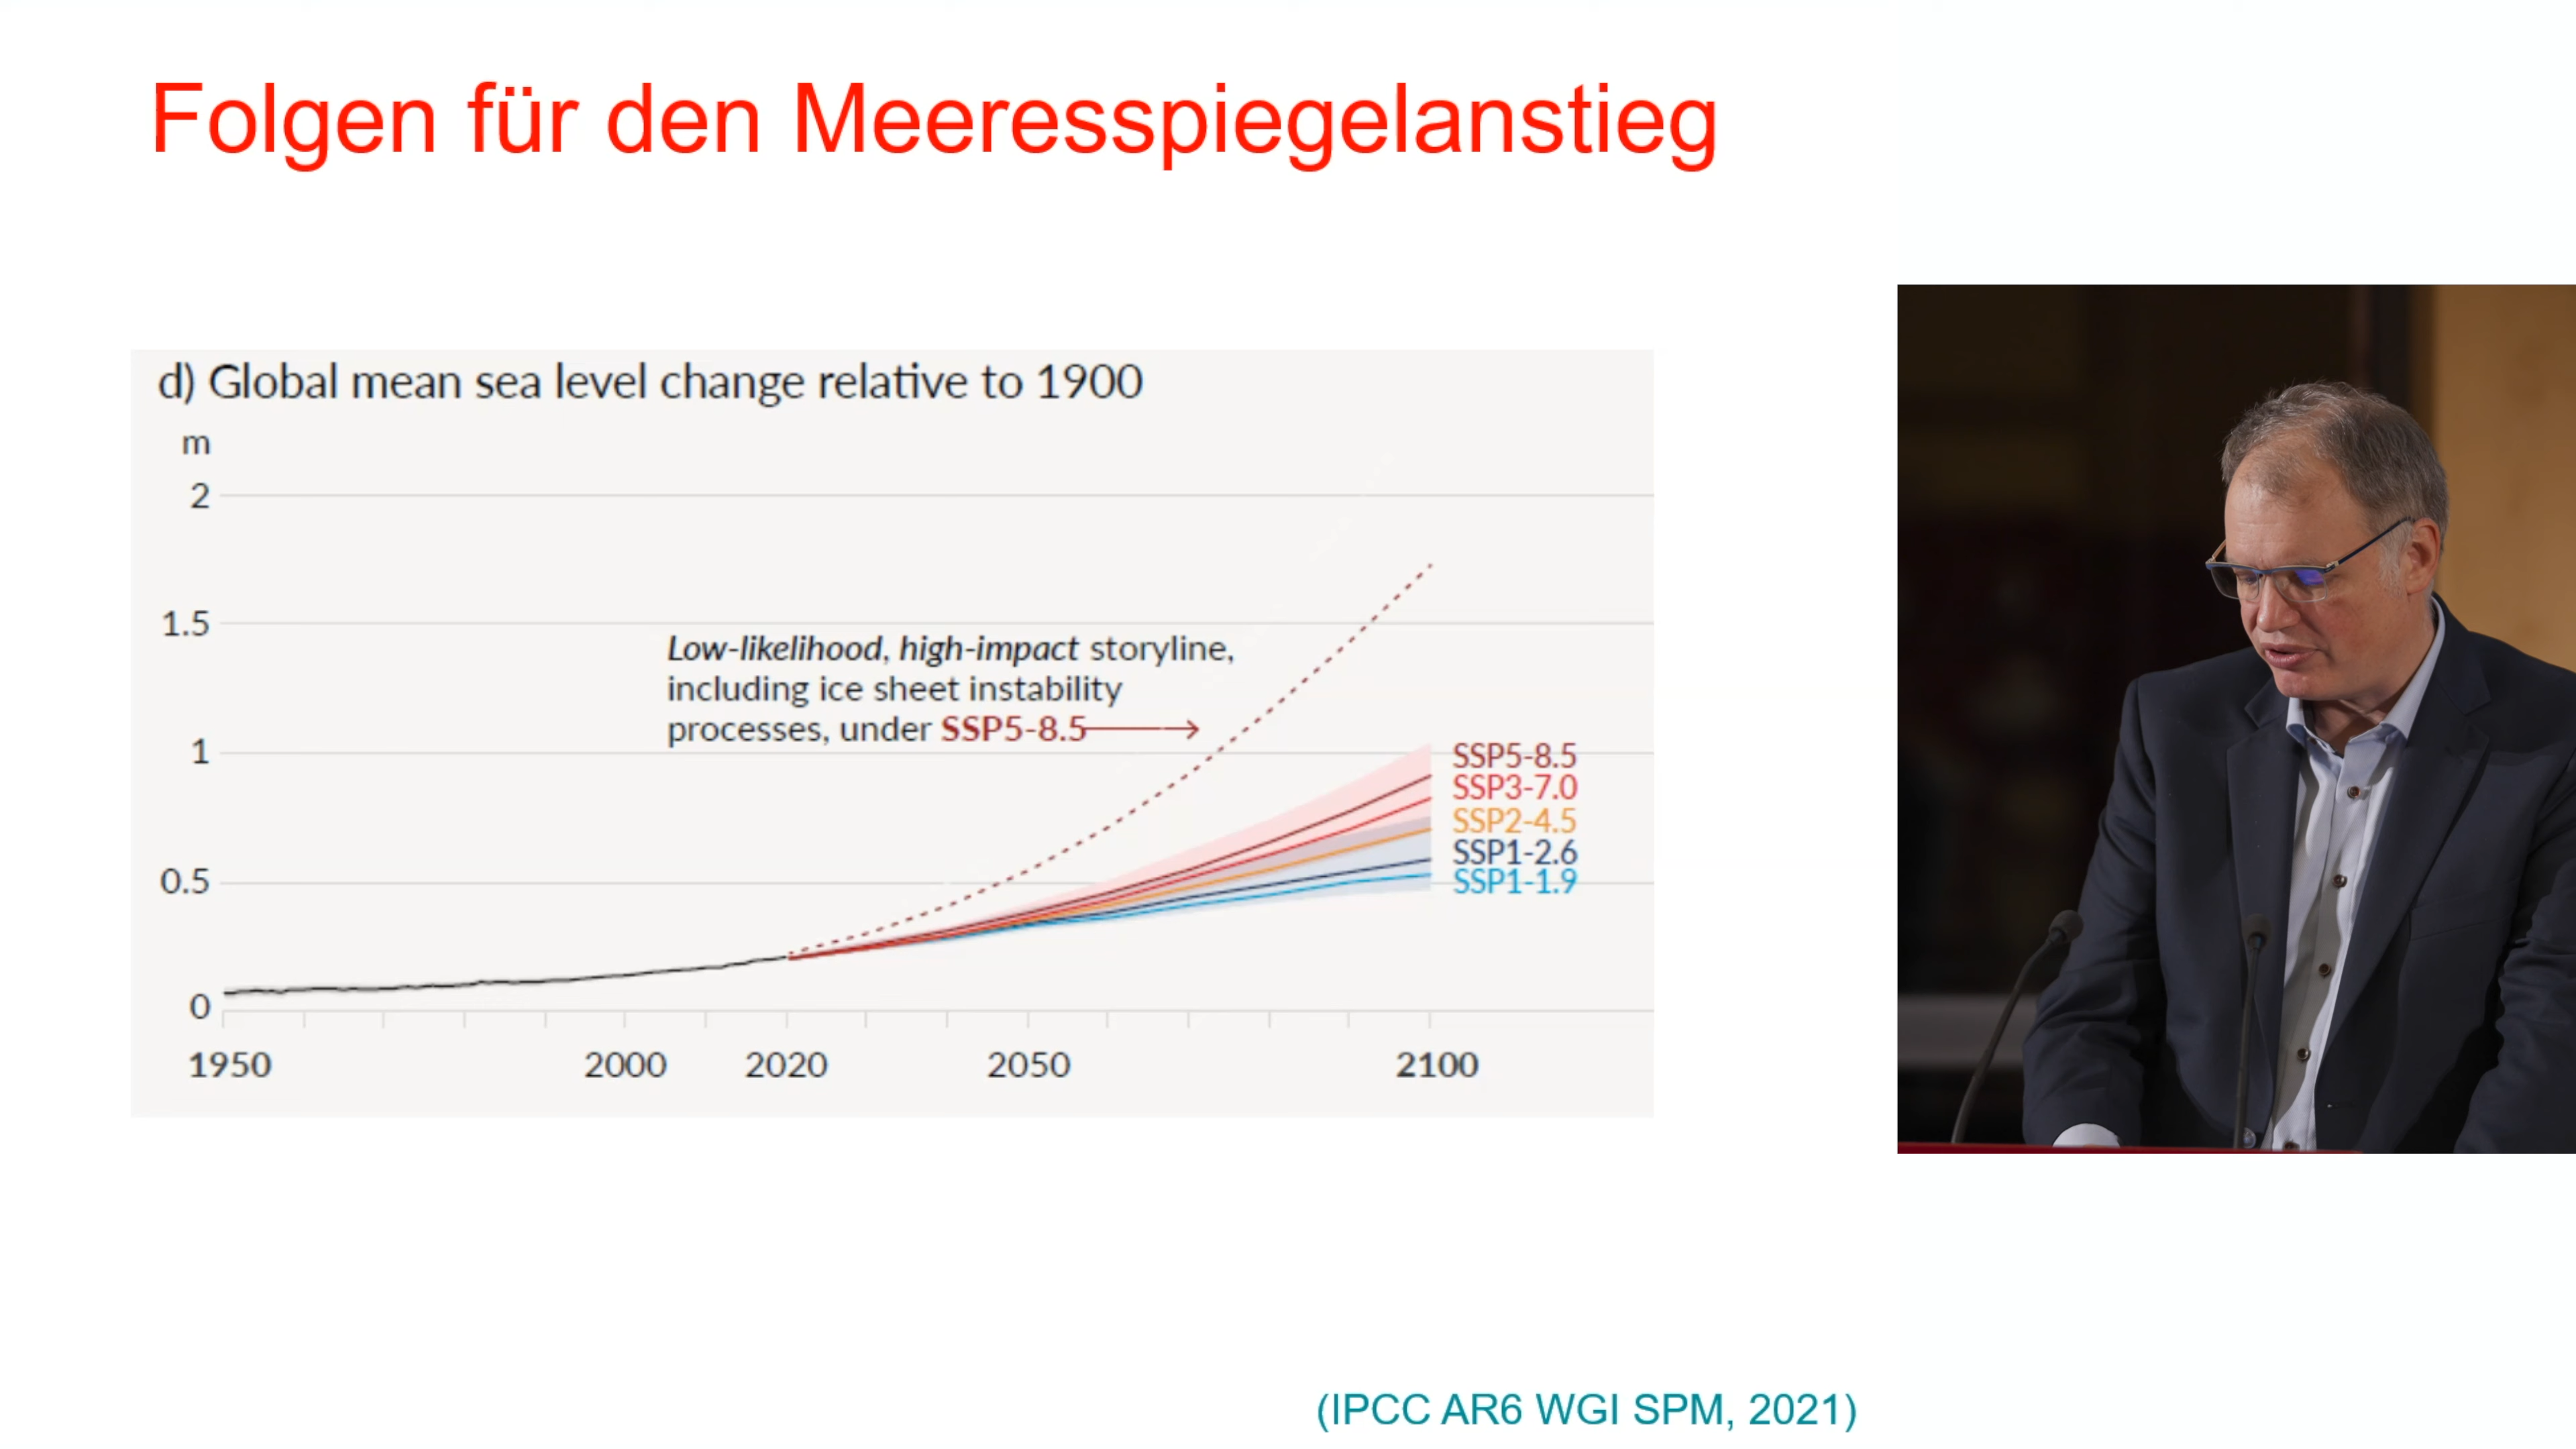 Folgen für den Meeresspiegelanstieg
d) Global mean sea level change relative to 1900
m
2
1.5
Low-likelihood, high-impact storyline,
including ice sheet instability
processes, under SSP5-8.5
1
SSP5-8.5
SSP3-7.0
SSP2-4.5
SSP1-2.6
0.5
SSP1-1.9
0
1950 2000 2020 2050 2100
(IPCC AR6 WGI SPM, 2021)